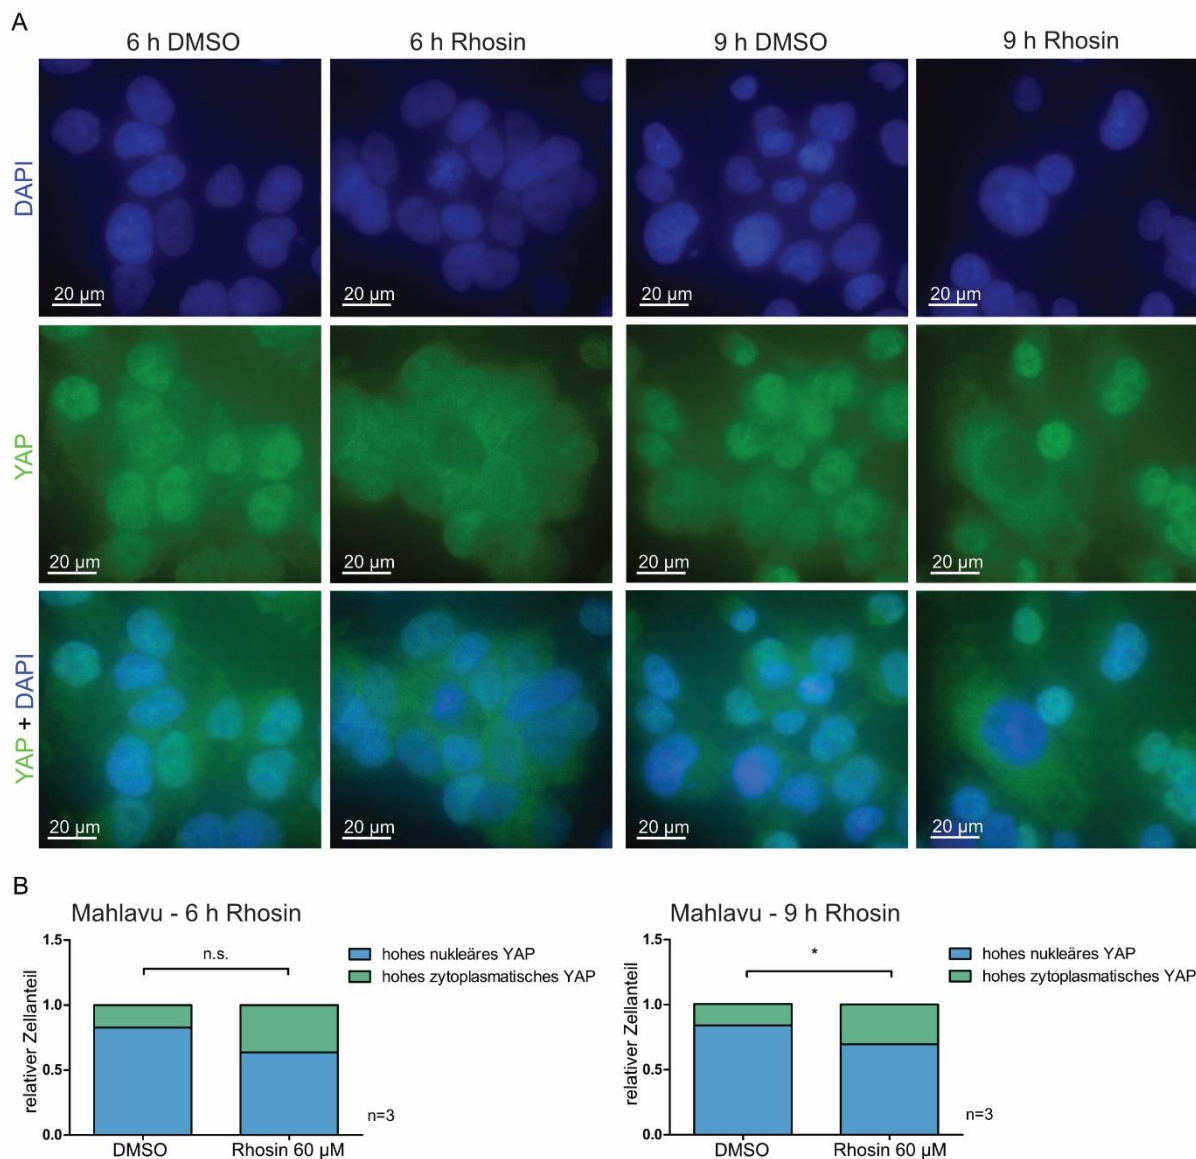 A
6 h DMSO
6 h Rhosin
9 h DMSO
9 h Rhosin
DAPI
20 µm
20 µm
20 µm
20 µm
YAP
20 µm
20 µm
20 µm
20 µm
YAP + DAPI
20 µm
20 µm
20 µm
20 µm
B
Mahlavu - 6 h Rhosin
relativer Zellanteil
1.5
1.0
0.5
0.0
n.s.
hohes nukleäres YAP
hohes zytoplasmatisches YAP
n=3
DMSO
Rhosin 60 µM
Mahlavu - 9 h Rhosin
relativer Zellanteil
1.5
1.0
0.5
0.0
*
hohes nukleäres YAP
hohes zytoplasmatisches YAP
n=3
DMSO
Rhosin 60 µM